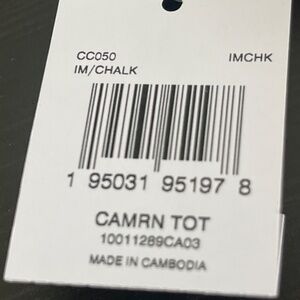 CC050 IMCHK
IM/CHALK
1 95031 95197 8
CAMRN TOT
10011289CA03
MADE IN CAMBODIA